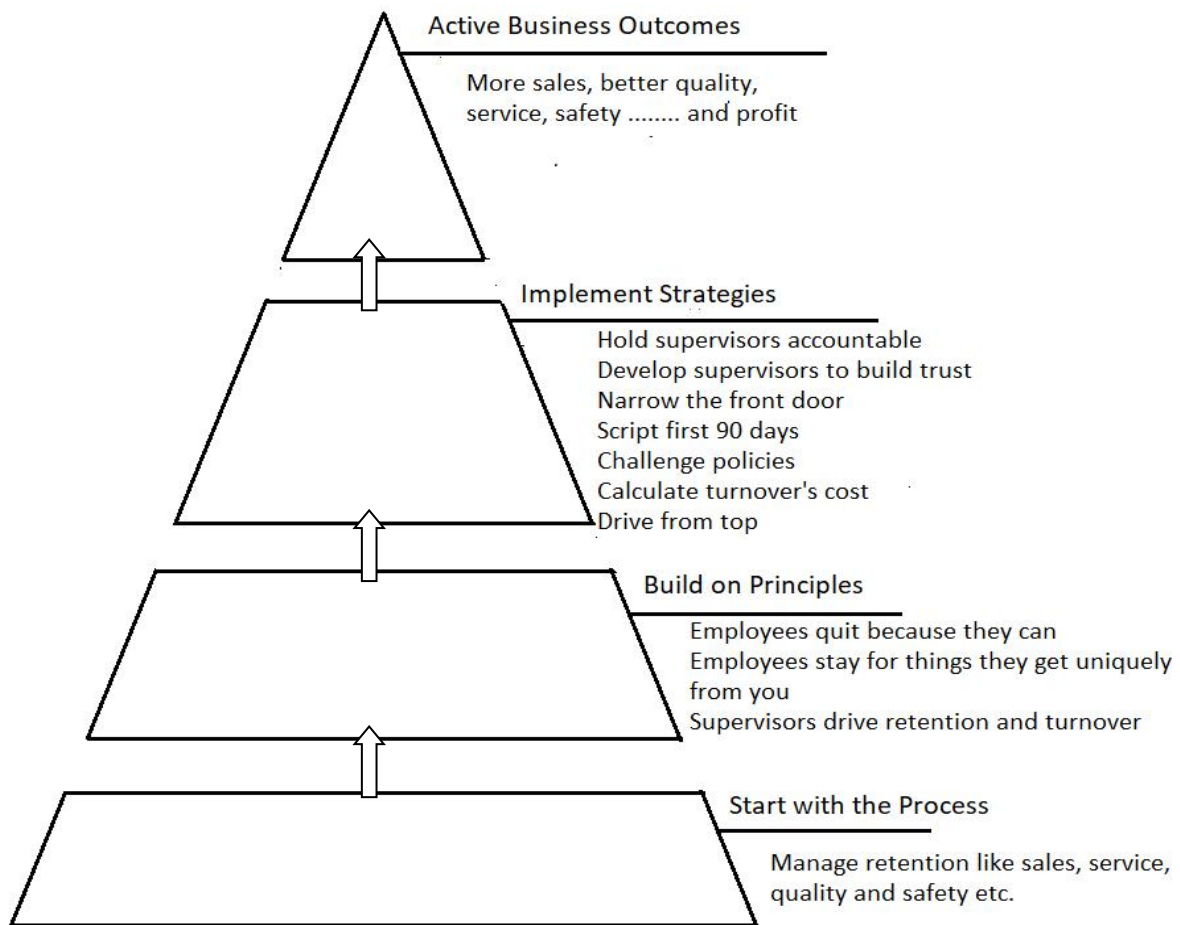 Active Business Outcomes
More sales, better quality,
service, safety ........ and profit
Implement Strategies
Hold supervisors accountable
Develop supervisors to build trust
Narrow the front door
Script first 90 days
Challenge policies
Calculate turnover's cost
Drive from top
Build on Principles
Employees quit because they can
Employees stay for things they get uniquely
from you
Supervisors drive retention and turnover
Start with the Process
Manage retention like sales, service,
quality and safety etc.